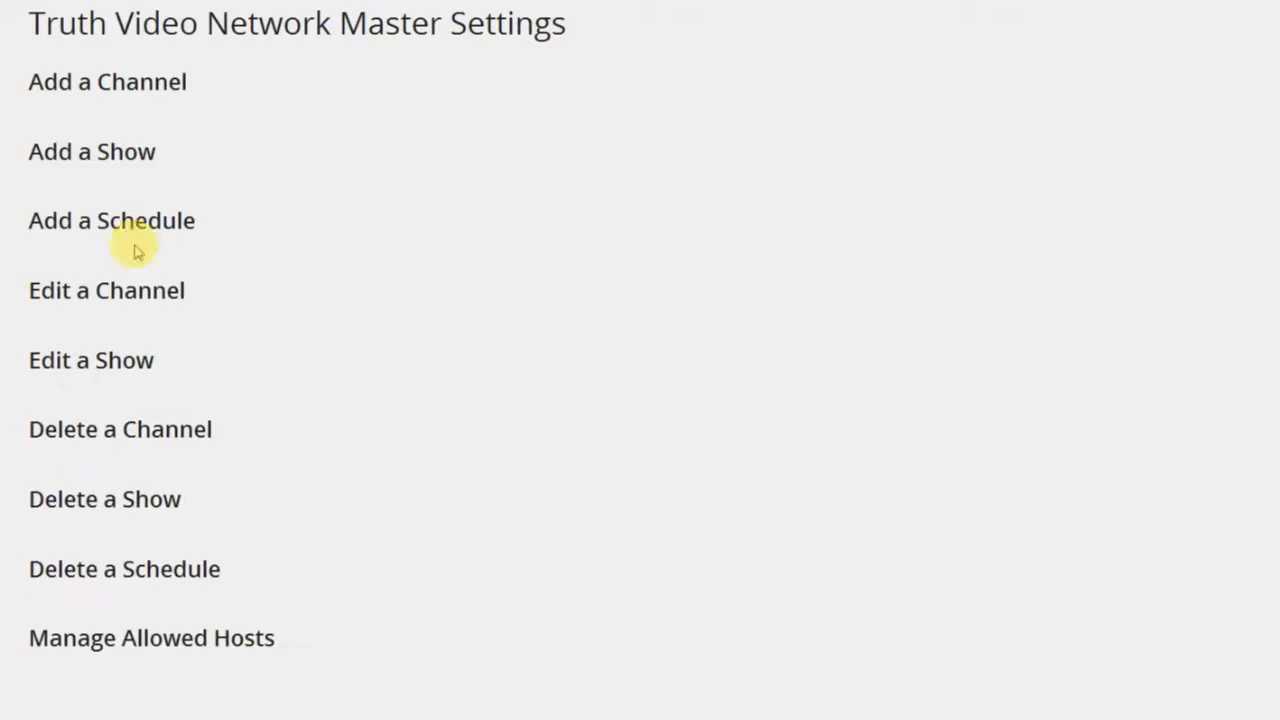 Truth Video Network Master Settings
Add a Channel
Add a Show
Add a Schedule
Edit a Channel
Edit a Show
Delete a Channel
Delete a Show
Delete a Schedule
Manage Allowed Hosts